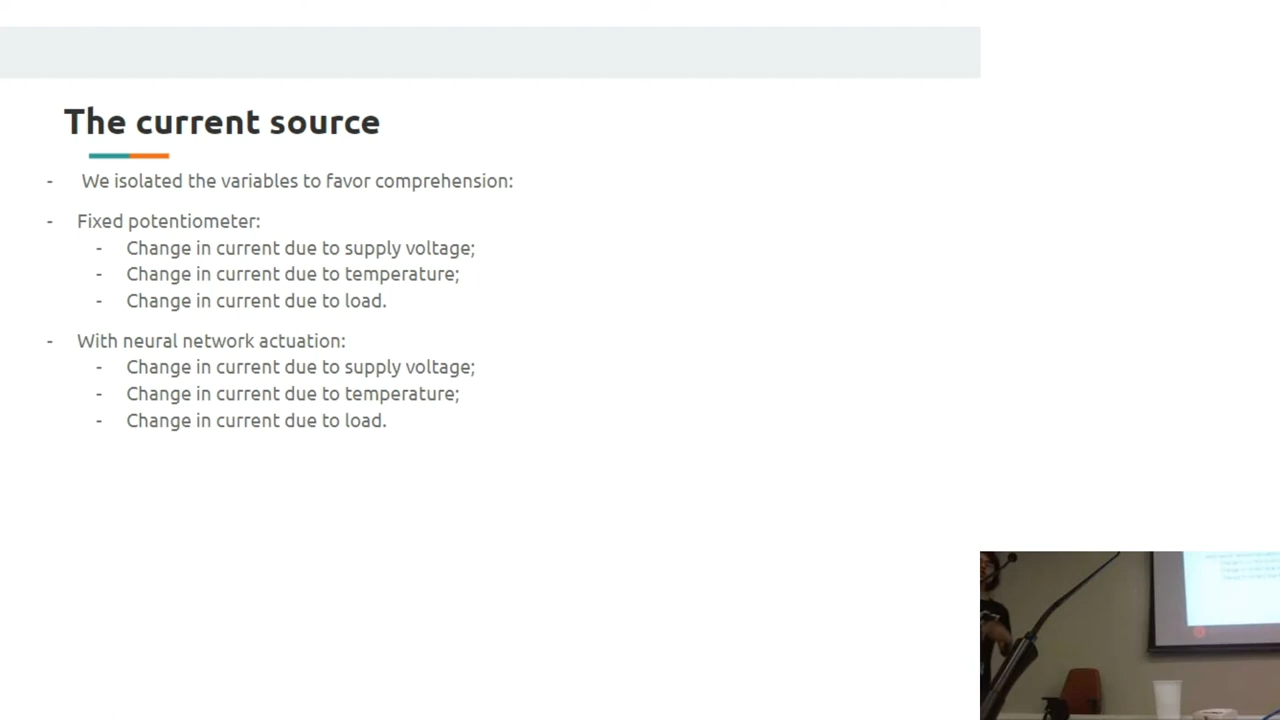 The current source
- We isolated the variables to favor comprehension:
- Fixed potentiometer:
- Change in current due to supply voltage;
- Change in current due to temperature;
- Change in current due to load.
- With neural network actuation:
- Change in current due to supply voltage;
- Change in current due to temperature;
- Change in current due to load.